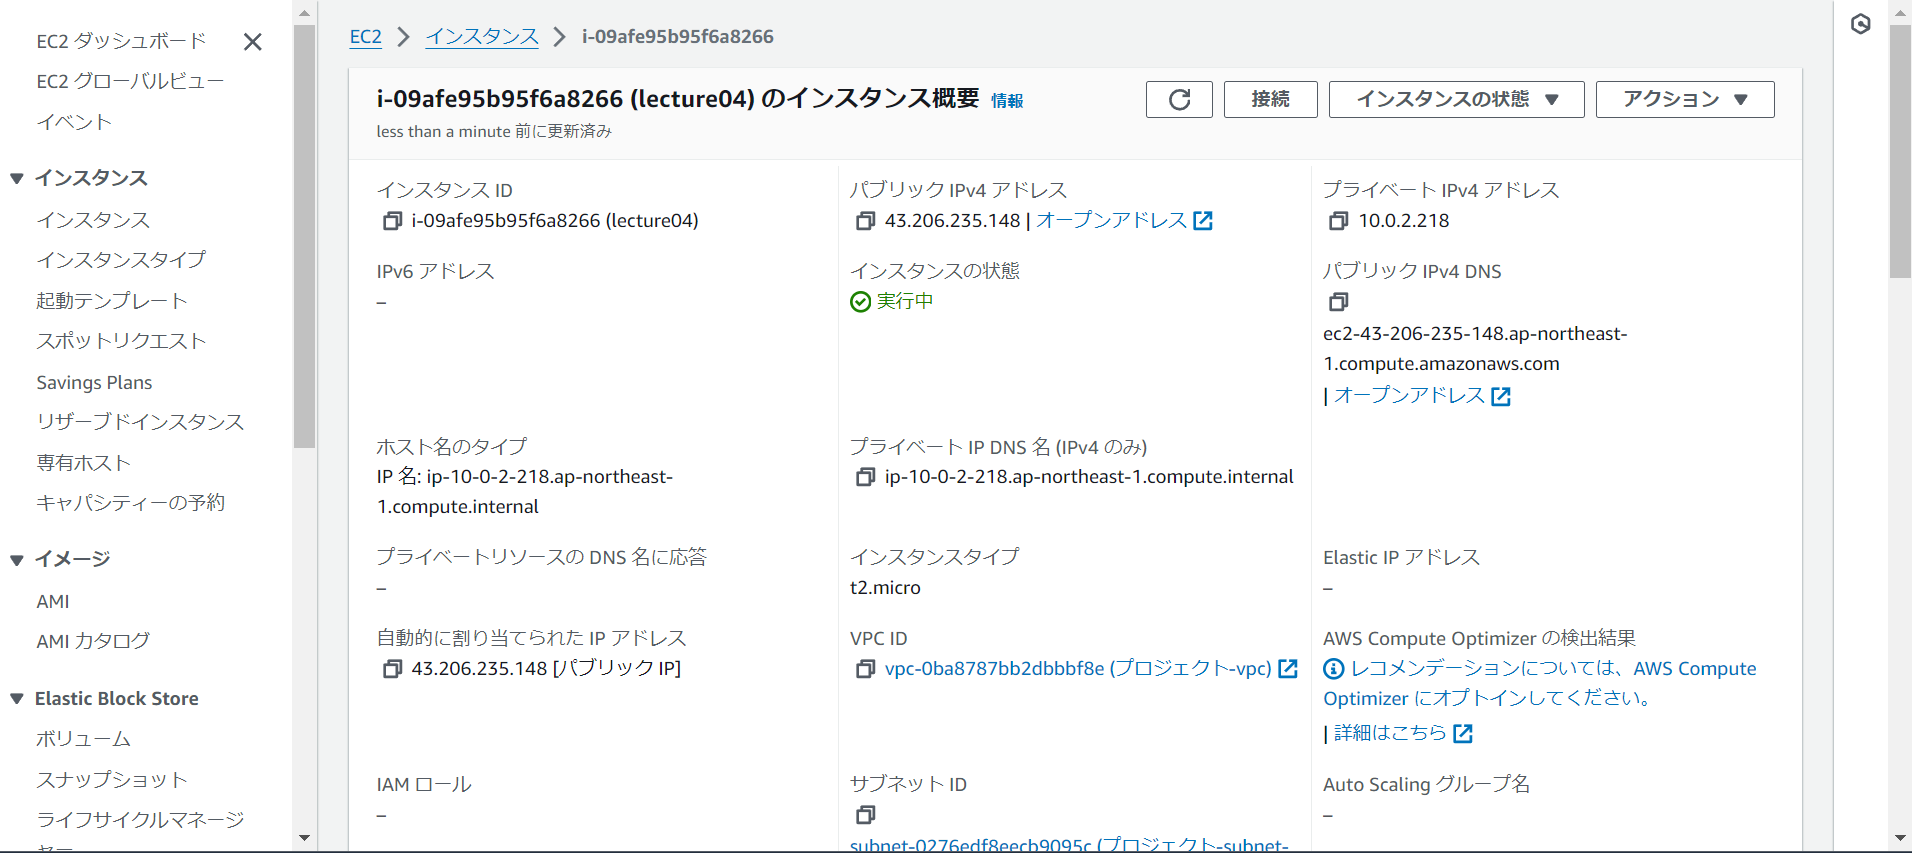 EC2 ダッシュボード
EC2 グローバルビュー
イベント
インスタンス
インスタンス
インスタンスタイプ
起動テンプレート
スポットリクエスト
Savings Plans
リザーブドインスタンス
専有ホスト
キャパシティーの予約
イメージ
AMI
AMI カタログ
Elastic Block Store
ボリューム
スナップショット
ライフサイクルマネージ
ャー
EC2 > インスタンス > i-09afe95b95f6a8266
i-09afe95b95f6a8266 (lecture04) のインスタンス概要 情報
less than a minute 前に更新済み
接続
インスタンスの状態
アクション
インスタンス ID
i-09afe95b95f6a8266 (lecture04)
パブリック IPv4 アドレス
43.206.235.148 | オープンアドレス
プライベート IPv4 アドレス
10.0.2.218
IPv6 アドレス
–
インスタンスの状態
実行中
パブリック IPv4 DNS
ec2-43-206-235-148.ap-northeast-
1.compute.amazonaws.com
| オープンアドレス
ホスト名のタイプ
IP 名: ip-10-0-2-218.ap-northeast-
1.compute.internal
プライベート IP DNS 名 (IPv4 のみ)
ip-10-0-2-218.ap-northeast-1.compute.internal
プライベートリソースの DNS 名に応答
–
インスタンスタイプ
t2.micro
Elastic IP アドレス
–
自動的に割り当てられた IP アドレス
43.206.235.148 [パブリック IP]
VPC ID
vpc-0ba8787bb2dbbbf8e (プロジェクト-vpc)
AWS Compute Optimizer の検出結果
レコメンデーションについては、AWS Compute
Optimizer にオプトインしてください。
| 詳細はこちら
IAM ロール
–
サブネット ID
subnet-0276edf8eecb9095c (プロジェクト-subnet-
Auto Scaling グループ名
–